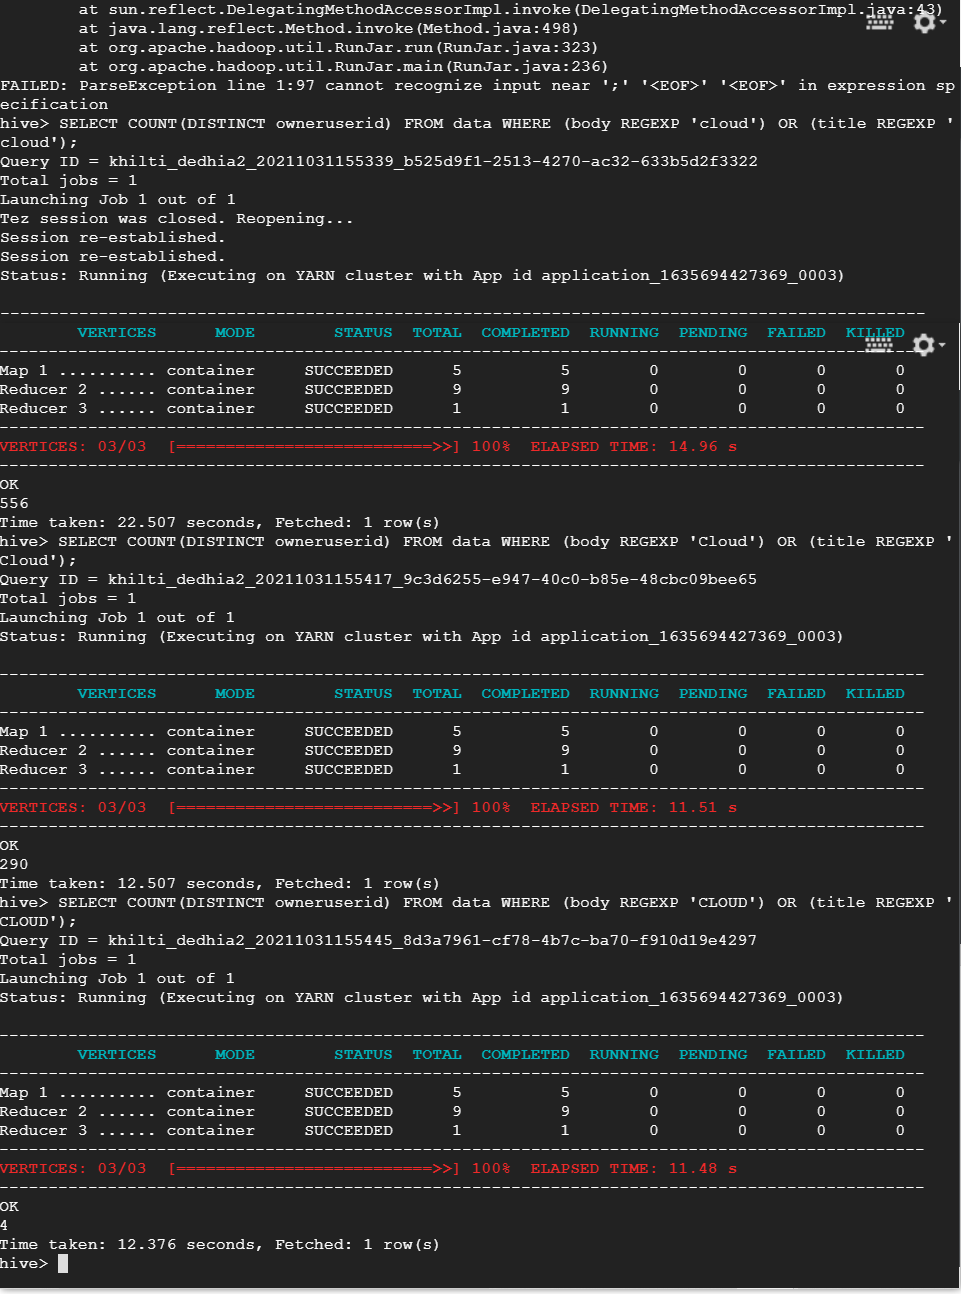 at sun.reflect.DelegatingMethodAccessorImpl.invoke(DelegatingMethodAccessorImpl.java:43)
        at java.lang.reflect.Method.invoke(Method.java:498)
        at org.apache.hadoop.util.RunJar.run(RunJar.java:323)
        at org.apache.hadoop.util.RunJar.main(RunJar.java:236)
FAILED: ParseException line 1:97 cannot recognize input near ';' '<EOF>' '<EOF>' in expression sp
ecification
hive> SELECT COUNT(DISTINCT owneruserid) FROM data WHERE (body REGEXP 'cloud') OR (title REGEXP '
cloud');
Query ID = khilti_dedhia2_20211031155339_b525d9f1-2513-4270-ac32-633b5d2f3322
Total jobs = 1
Launching Job 1 out of 1
Tez session was closed. Reopening...
Session re-established.
Session re-established.
Status: Running (Executing on YARN cluster with App id application_1635694427369_0003)
----------------------------------------------------------------------------------------------
        VERTICES      MODE        STATUS  TOTAL  COMPLETED  RUNNING  PENDING  FAILED  KILLED
----------------------------------------------------------------------------------------------
Map 1 .......... container     SUCCEEDED      5          5        0        0       0       0
Reducer 2 ...... container     SUCCEEDED      9          9        0        0       0       0
Reducer 3 ...... container     SUCCEEDED      1          1        0        0       0       0
----------------------------------------------------------------------------------------------
VERTICES: 03/03  [==========================>>] 100%  ELAPSED TIME: 14.96 s
----------------------------------------------------------------------------------------------
OK
556
Time taken: 22.507 seconds, Fetched: 1 row(s)
hive> SELECT COUNT(DISTINCT owneruserid) FROM data WHERE (body REGEXP 'Cloud') OR (title REGEXP '
Cloud');
Query ID = khilti_dedhia2_20211031155417_9c3d6255-e947-40c0-b85e-48cbc09bee65
Total jobs = 1
Launching Job 1 out of 1
Status: Running (Executing on YARN cluster with App id application_1635694427369_0003)
----------------------------------------------------------------------------------------------
        VERTICES      MODE        STATUS  TOTAL  COMPLETED  RUNNING  PENDING  FAILED  KILLED
----------------------------------------------------------------------------------------------
Map 1 .......... container     SUCCEEDED      5          5        0        0       0       0
Reducer 2 ...... container     SUCCEEDED      9          9        0        0       0       0
Reducer 3 ...... container     SUCCEEDED      1          1        0        0       0       0
----------------------------------------------------------------------------------------------
VERTICES: 03/03  [==========================>>] 100%  ELAPSED TIME: 11.51 s
----------------------------------------------------------------------------------------------
OK
290
Time taken: 12.507 seconds, Fetched: 1 row(s)
hive> SELECT COUNT(DISTINCT owneruserid) FROM data WHERE (body REGEXP 'CLOUD') OR (title REGEXP '
CLOUD');
Query ID = khilti_dedhia2_20211031155445_8d3a7961-cf78-4b7c-ba70-f910d19e4297
Total jobs = 1
Launching Job 1 out of 1
Status: Running (Executing on YARN cluster with App id application_1635694427369_0003)
----------------------------------------------------------------------------------------------
        VERTICES      MODE        STATUS  TOTAL  COMPLETED  RUNNING  PENDING  FAILED  KILLED
----------------------------------------------------------------------------------------------
Map 1 .......... container     SUCCEEDED      5          5        0        0       0       0
Reducer 2 ...... container     SUCCEEDED      9          9        0        0       0       0
Reducer 3 ...... container     SUCCEEDED      1          1        0        0       0       0
----------------------------------------------------------------------------------------------
VERTICES: 03/03  [==========================>>] 100%  ELAPSED TIME: 11.48 s
----------------------------------------------------------------------------------------------
OK
4
Time taken: 12.376 seconds, Fetched: 1 row(s)
hive>